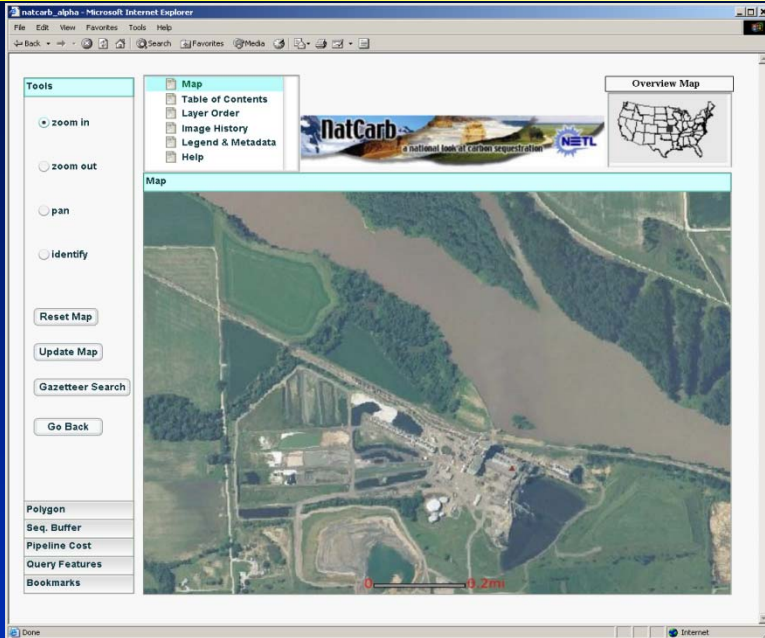 natcarb_alpha - Microsoft Internet Explorer
File Edit View Favorites Tools Help
Back Search Favorites Media
Tools
zoom in
zoom out
pan
identify
Reset Map
Update Map
Gazetteer Search
Go Back
Polygon
Seq. Buffer
Pipeline Cost
Query Features
Bookmarks
Map
Table of Contents
Layer Order
Image History
Legend & Metadata
Help
NatCarb
a national look at carbon sequestration
NETL
Overview Map
Map
0 0.2mi
Done Internet